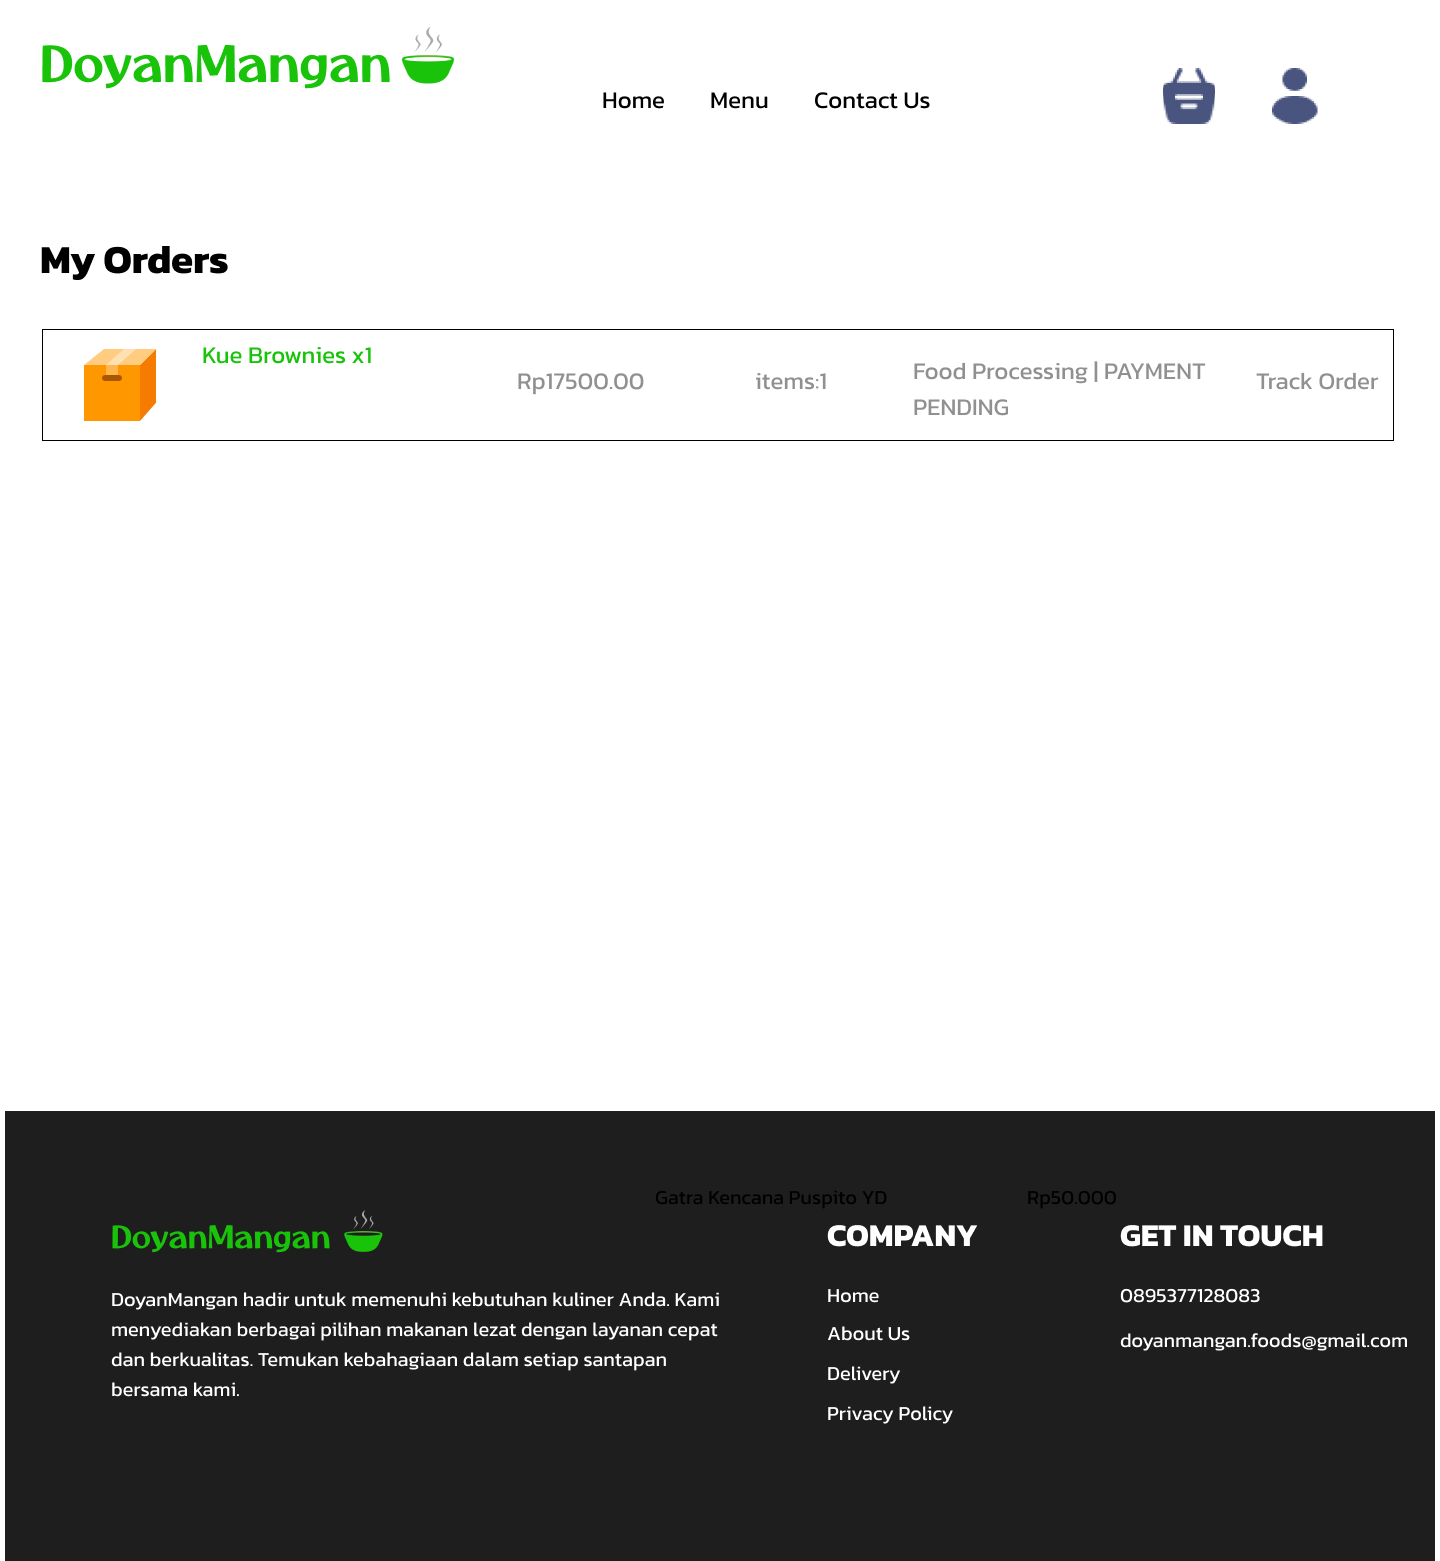 DoyanMangan
Home Menu Contact Us
My Orders
Kue Brownies x1
Rp17500.00
items:1
Food Processing | PAYMENT
PENDING
Track Order
Gatra Kencana Puspito YD
Rp50.000
DoyanMangan
DoyanMangan hadir untuk memenuhi kebutuhan kuliner Anda. Kami
menyediakan berbagai pilihan makanan lezat dengan layanan cepat
dan berkualitas. Temukan kebahagiaan dalam setiap santapan
bersama kami.
COMPANY
Home
About Us
Delivery
Privacy Policy
GET IN TOUCH
0895377128083
doyanmangan.foods@gmail.com